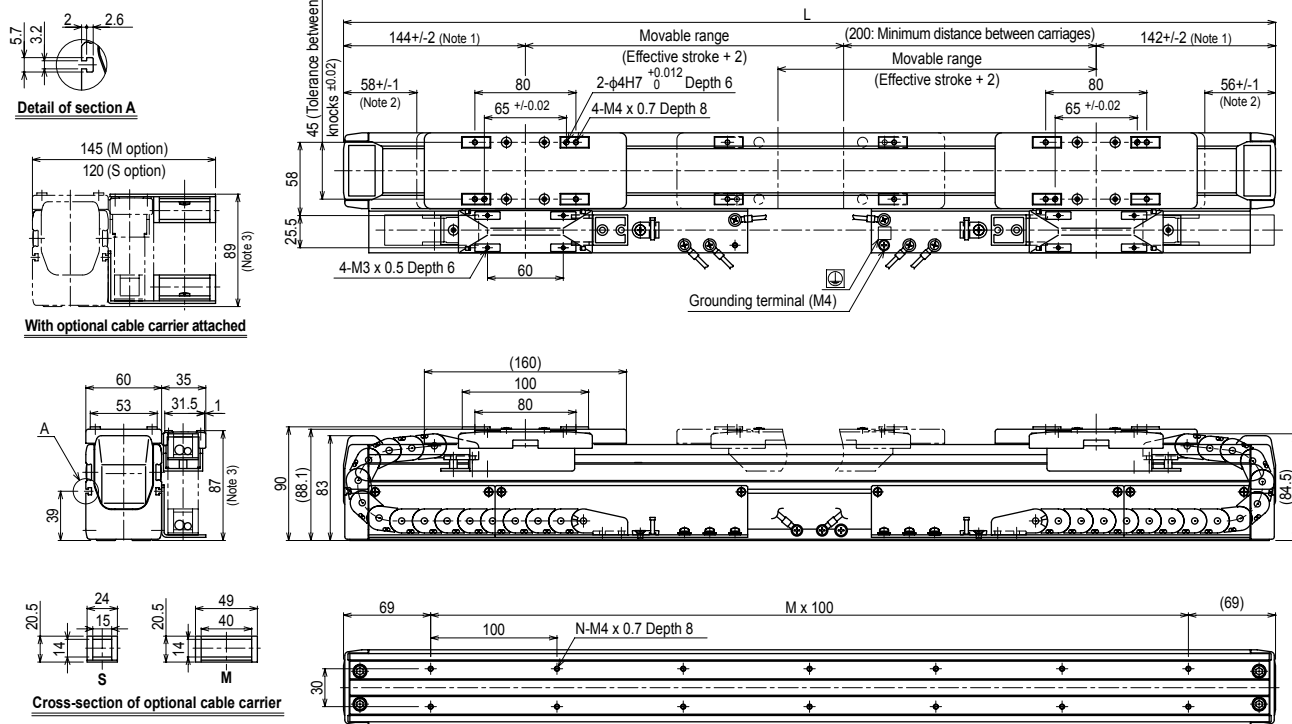 2
2.6
5.7
3.2
Detail of section A
145 (M option)
120 (S option)
89
(Note 3)
With optional cable carrier attached
L
144+/-2 (Note 1)
Movable range
(Effective stroke + 2)
(200: Minimum distance between carriages)
142+/-2 (Note 1)
Movable range
(Effective stroke + 2)
45 (Tolerance between
knocks ±0.02)
58+/-1
(Note 2)
80
2-ϕ4H7 +0.012 0 Depth 6
65 +/-0.02
4-M4 x 0.7 Depth 8
80
65 +/-0.02
56+/-1
(Note 2)
58
25.5
4-M3 x 0.5 Depth 6
60
Grounding terminal (M4)
60
35
53
31.5
1
A
39
87
(Note 3)
(160)
100
80
90
(88.1)
83
(84.5)
24
15
20.5
14
S
49
40
20.5
14
M
Cross-section of optional cable carrier
69
M x 100
(69)
100
N-M4 x 0.7 Depth 8
30